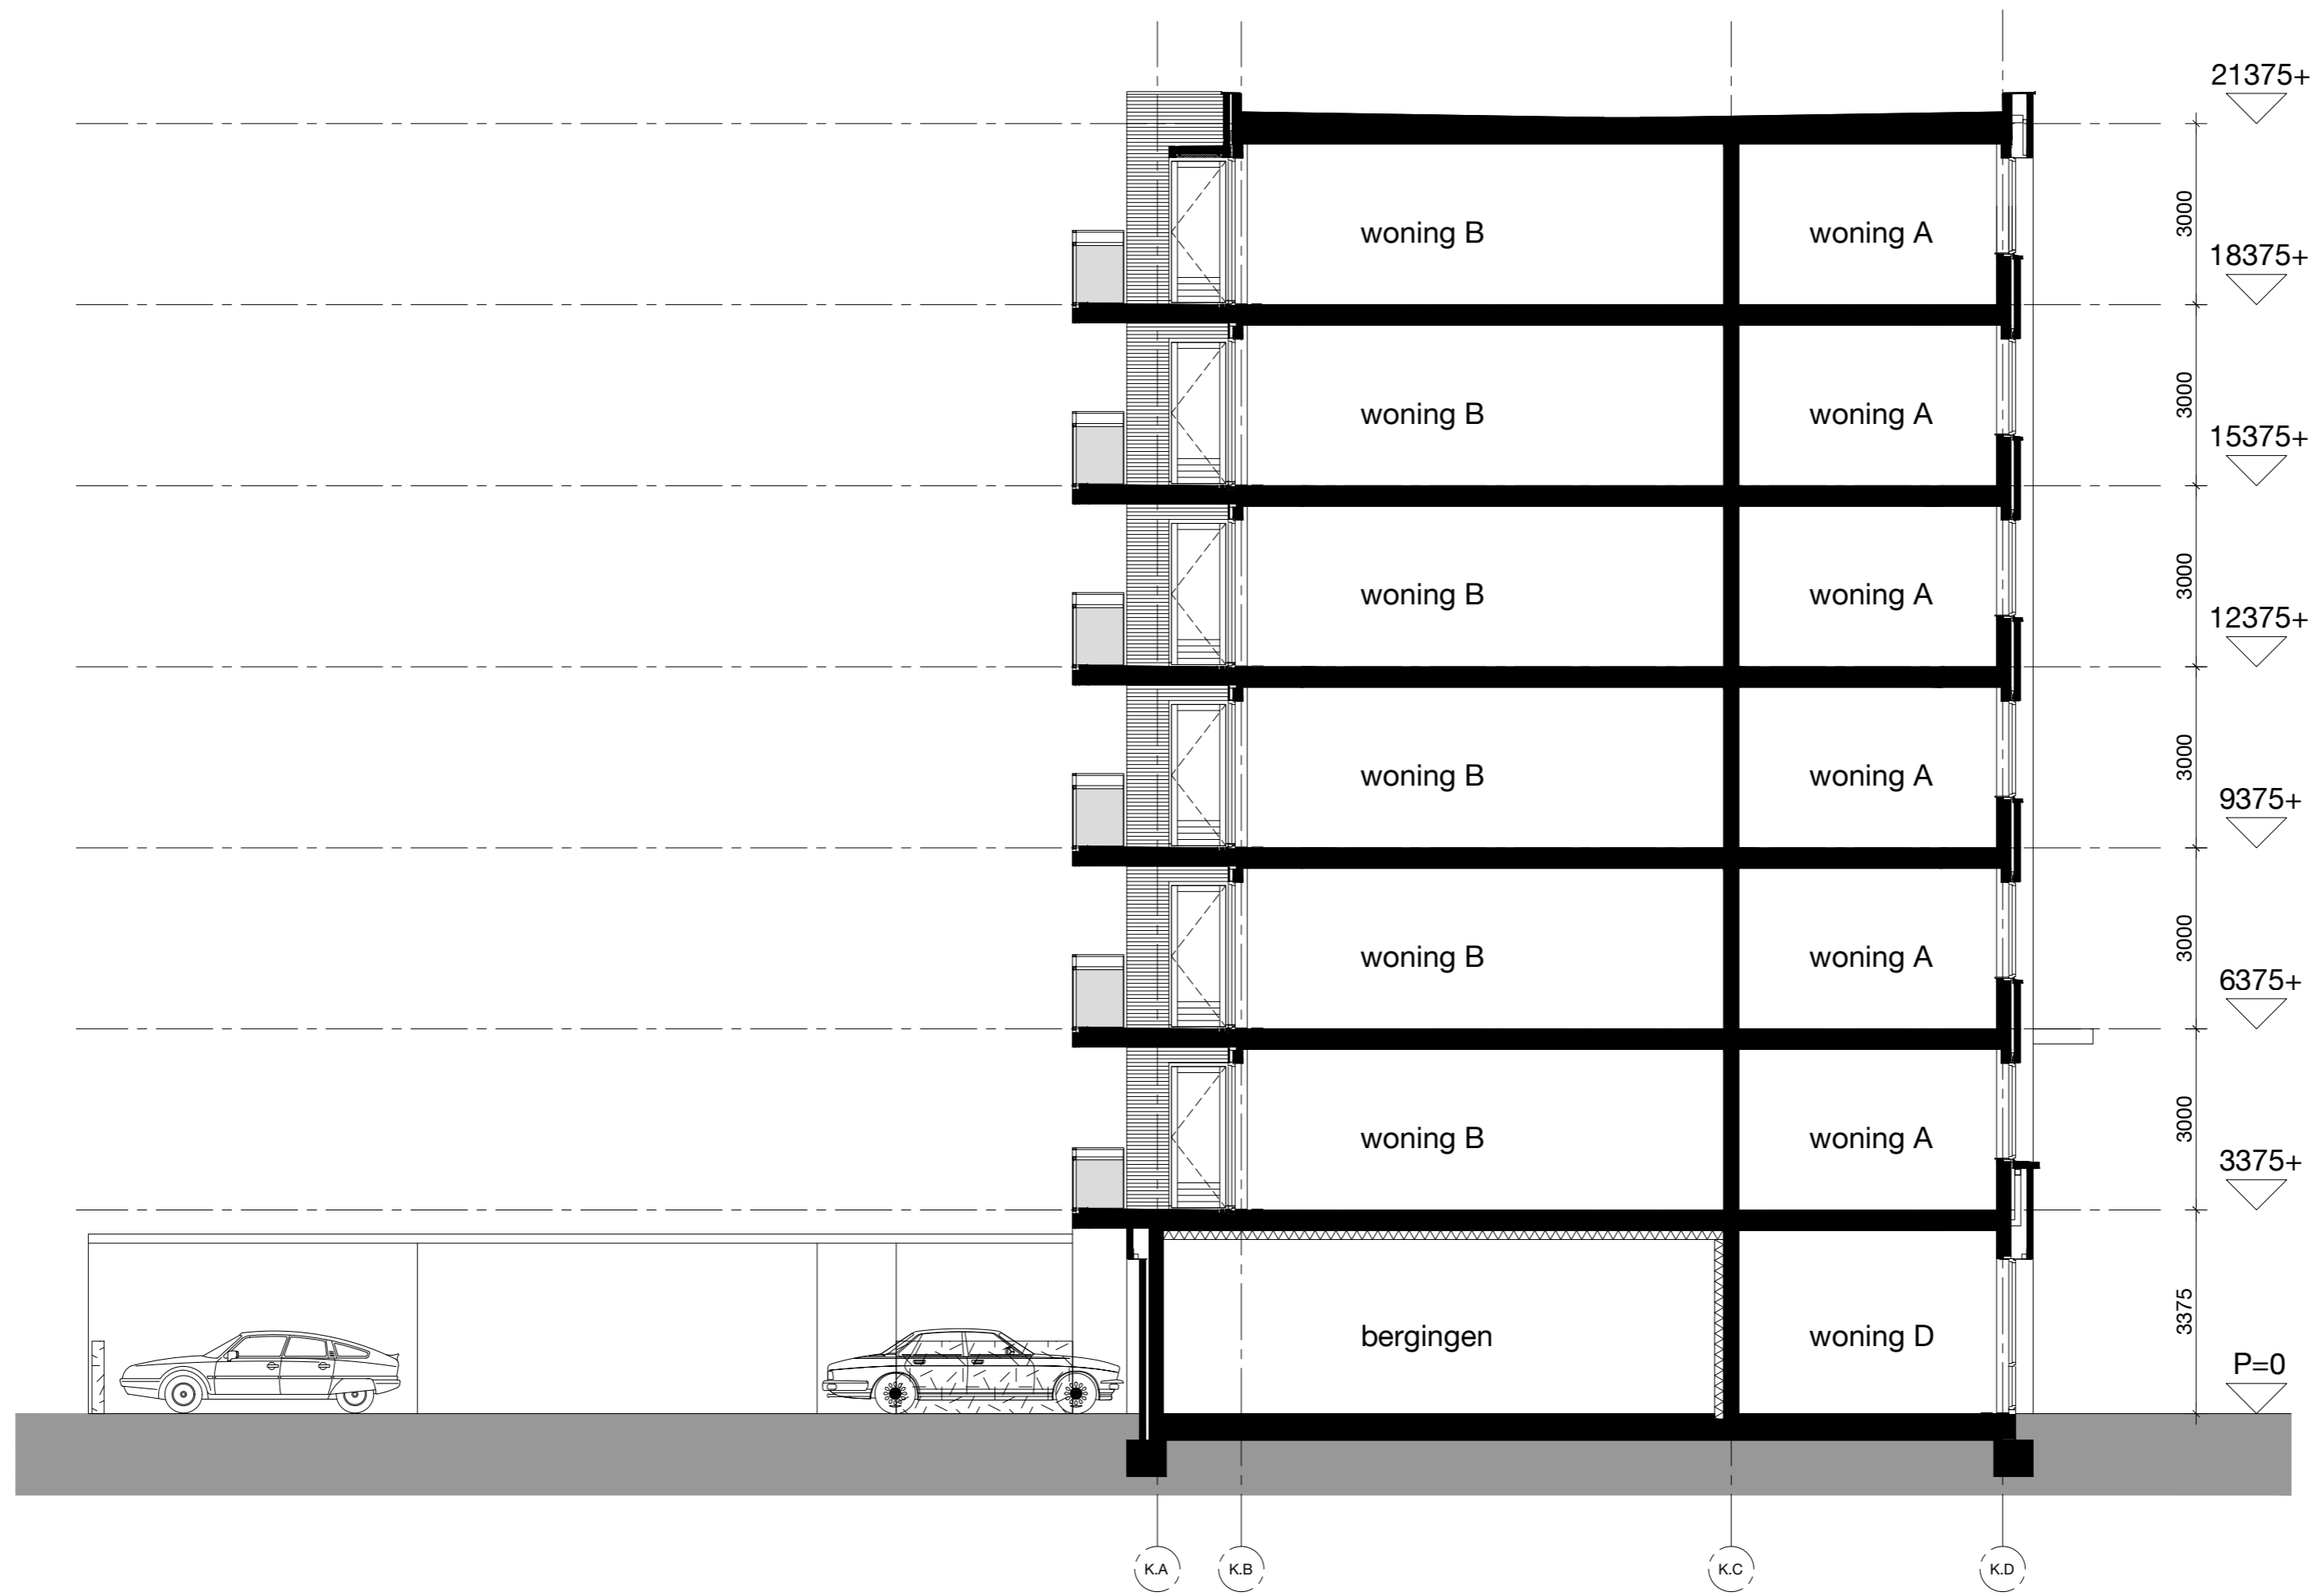 21375+
3000
woning B
woning A
18375+
3000
woning B
woning A
15375+
3000
woning B
woning A
12375+
3000
woning B
woning A
9375+
3000
woning B
woning A
6375+
3000
woning B
woning A
3375+
3375
bergingen
woning D
P=0
K.A
K.B
K.C
K.D